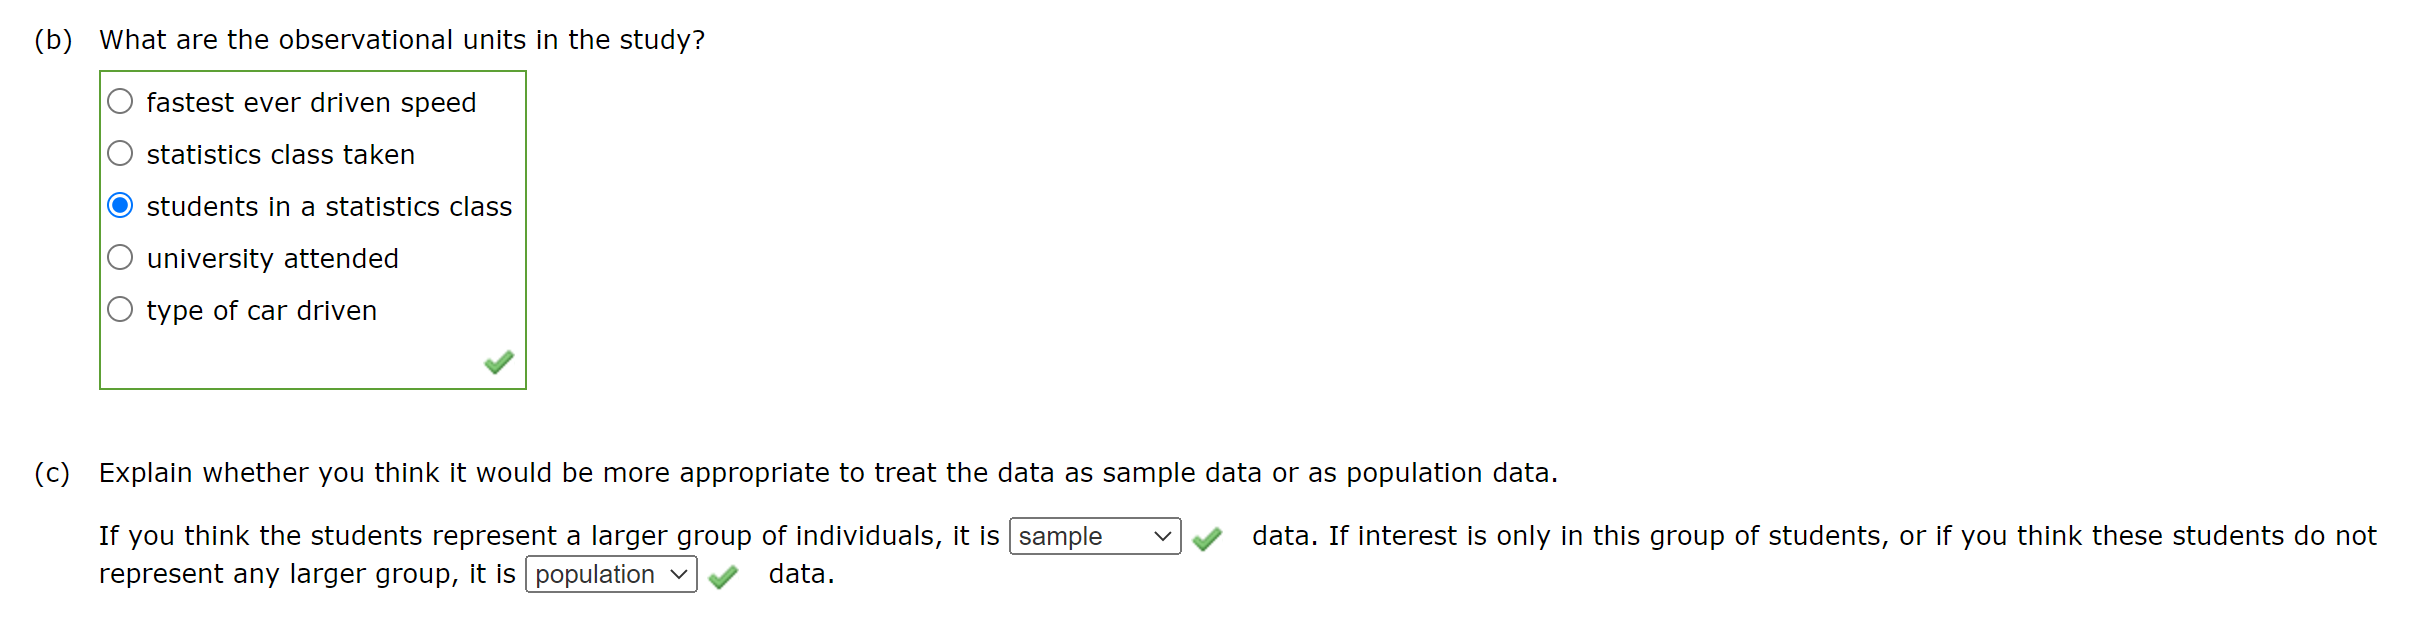 (b) What are the observational units in the study?
fastest ever driven speed
statistics class taken
students in a statistics class
university attended
type of car driven
(c) Explain whether you think it would be more appropriate to treat the data as sample data or as population data.
If you think the students represent a larger group of individuals, it is sample data. If interest is only in this group of students, or if you think these students do not
represent any larger group, it is population data.